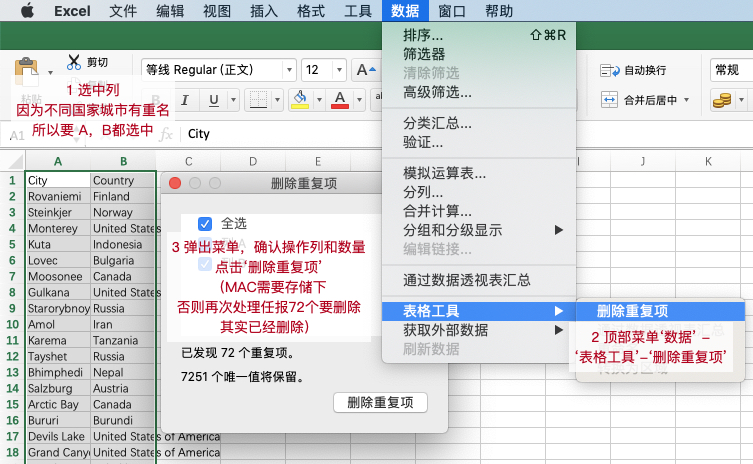 Excel 文件 编辑 视图 插入 格式 工具 数据 窗口 帮助
剪切
等线 Regular (正文) 12 A
自动换行
常规
B I U A ab
合并后居中
1 选中列
因为不同国家城市有重名
所以要 A，B都选中
A1 fx City
A B C D E I J K
1 City Country
2 Rovaniemi Finland
3 Steinkjer Norway
4 Monterey United States
5 Kuta Indonesia
6 Lovec Bulgaria
7 Moosonee Canada
8 Gulkana United States
9 Starorybnoy Russia
10 Amol Iran
11 Karema Tanzania
12 Tayshet Russia
13 Bhimphedi Nepal
14 Salzburg Austria
15 Arctic Bay Canada
16 Bururi Burundi
17 Devils Lake United States of America
18 Grand Canyo United States of America
删除重复项
全选
3 弹出菜单，确认操作列和数量
点击‘删除重复项’
（MAC需要存储下
否则再次处理任报72个要删除
其实已经删除）
已发现 72 个重复项。
7251 个唯一值将保留。
删除重复项
排序... ⇧⌘R
筛选器
清除筛选
高级筛选...
分类汇总...
验证...
模拟运算表...
分列...
合并计算...
分组和分级显示
编辑链接...
通过数据透视表汇总
表格工具
获取外部数据
刷新数据
删除重复项
2 顶部菜单‘数据’ –
‘表格工具’–‘删除重复项’